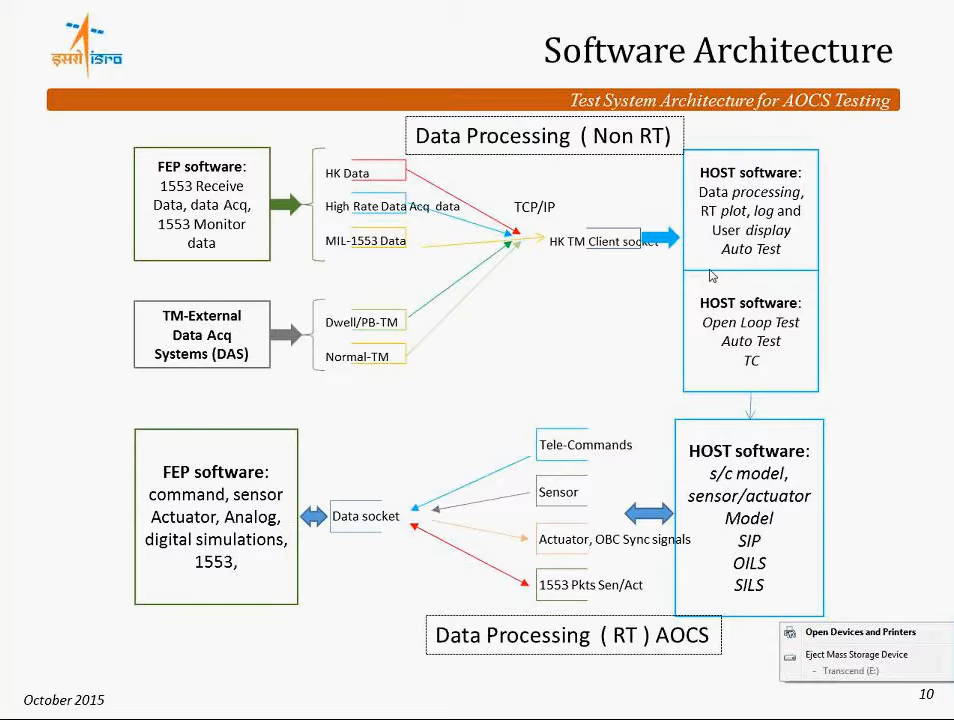 इसरो isro
Software Architecture
Test System Architecture for AOCS Testing
Data Processing ( Non RT)
FEP software:
1553 Receive
Data, data Acq,
1553 Monitor
data
HK Data
High Rate Data Acq data
MIL-1553 Data
TCP/IP
HK TM Client socket
HOST software:
Data processing,
RT plot, log and
User display
Auto Test
TM-External
Data Acq
Systems (DAS)
Dwell/PB-TM
Normal-TM
HOST software:
Open Loop Test
Auto Test
TC
FEP software:
command, sensor
Actuator, Analog,
digital simulations,
1553,
Data socket
Tele-Commands
Sensor
Actuator, OBC Sync signals
1553 Pkts Sen/Act
HOST software:
s/c model,
sensor/actuator
Model
SIP
OILS
SILS
Data Processing ( RT ) AOCS
Open Devices and Printers
Eject Mass Storage Device
- Transcend (E:)
October 2015
10